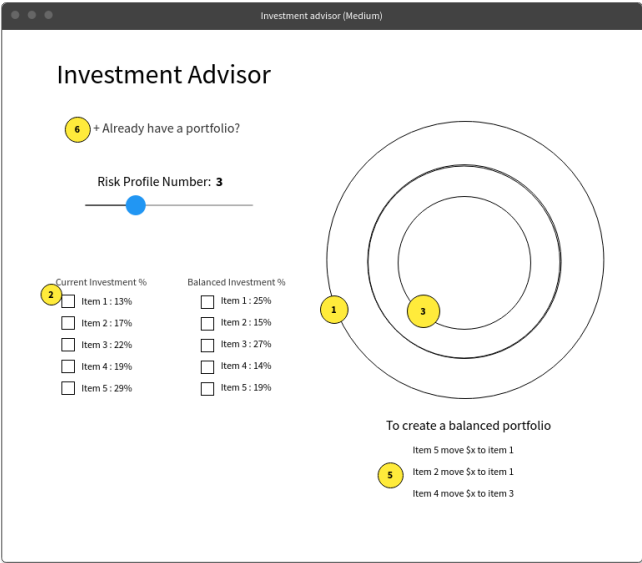 Investment advisor (Medium)
Investment Advisor
6 + Already have a portfolio?
Risk Profile Number: 3
Current Investment %
2
Item 1 : 13%
Item 2 : 17%
Item 3 : 22%
Item 4 : 19%
Item 5 : 29%
Balanced Investment %
Item 1 : 25%
Item 2 : 15%
Item 3 : 27%
Item 4 : 14%
Item 5 : 19%
1
3
To create a balanced portfolio
Item 5 move $x to item 1
5 Item 2 move $x to item 1
Item 4 move $x to item 3